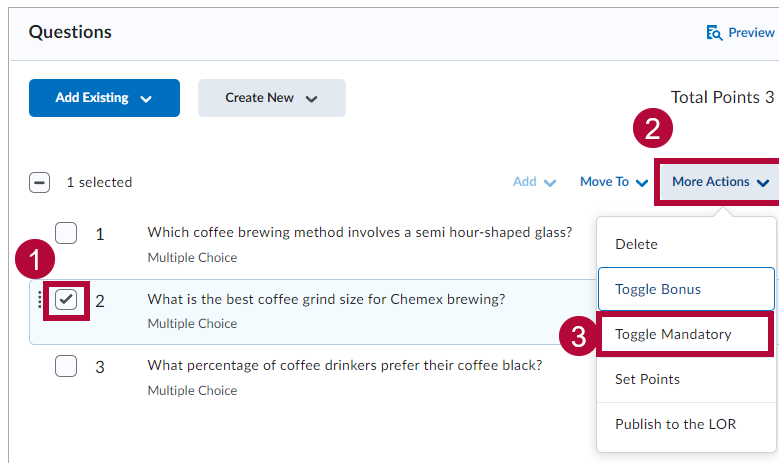 Questions
Preview
Add Existing
Create New
Total Points 3
2
1 selected
Add
Move To
More Actions
1
Which coffee brewing method involves a semi hour-shaped glass?
Multiple Choice
Delete
1
2
What is the best coffee grind size for Chemex brewing?
Multiple Choice
Toggle Bonus
3
Toggle Mandatory
3
What percentage of coffee drinkers prefer their coffee black?
Multiple Choice
Set Points
Publish to the LOR